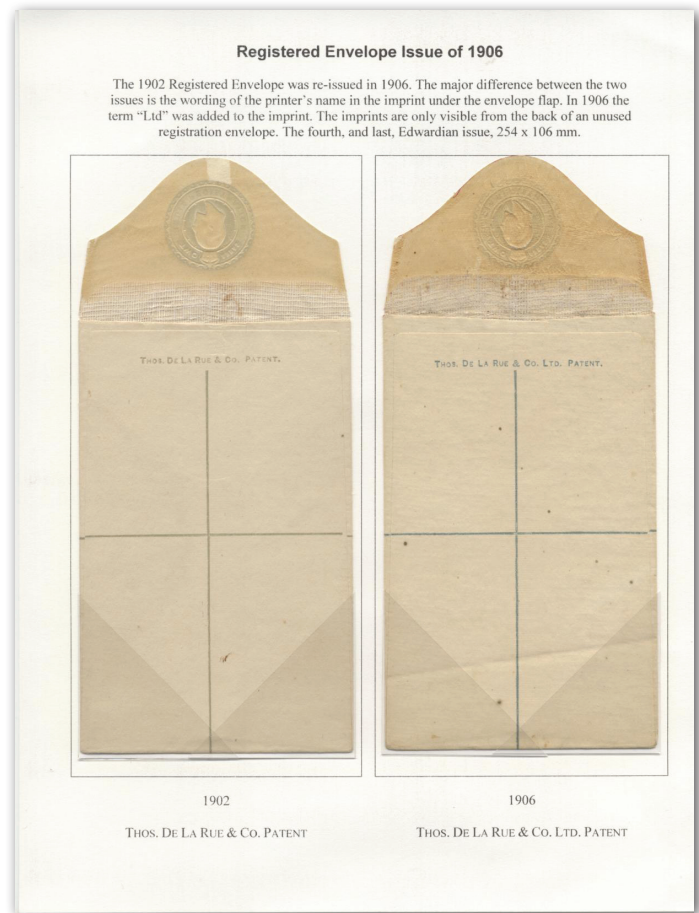 Registered Envelope Issue of 1906
The 1902 Registered Envelope was re-issued in 1906. The major difference between the two
issues is the wording of the printer's name in the imprint under the envelope flap. In 1906 the
term “Ltd” was added to the imprint. The imprints are only visible from the back of an unused
registration envelope. The fourth, and last, Edwardian issue, 254 x 106 mm.
THOS. DE LA RUE & CO. PATENT.
THOS. DE LA RUE & CO. LTD. PATENT.
1902
1906
THOS. DE LA RUE & CO. PATENT
THOS. DE LA RUE & CO. LTD. PATENT